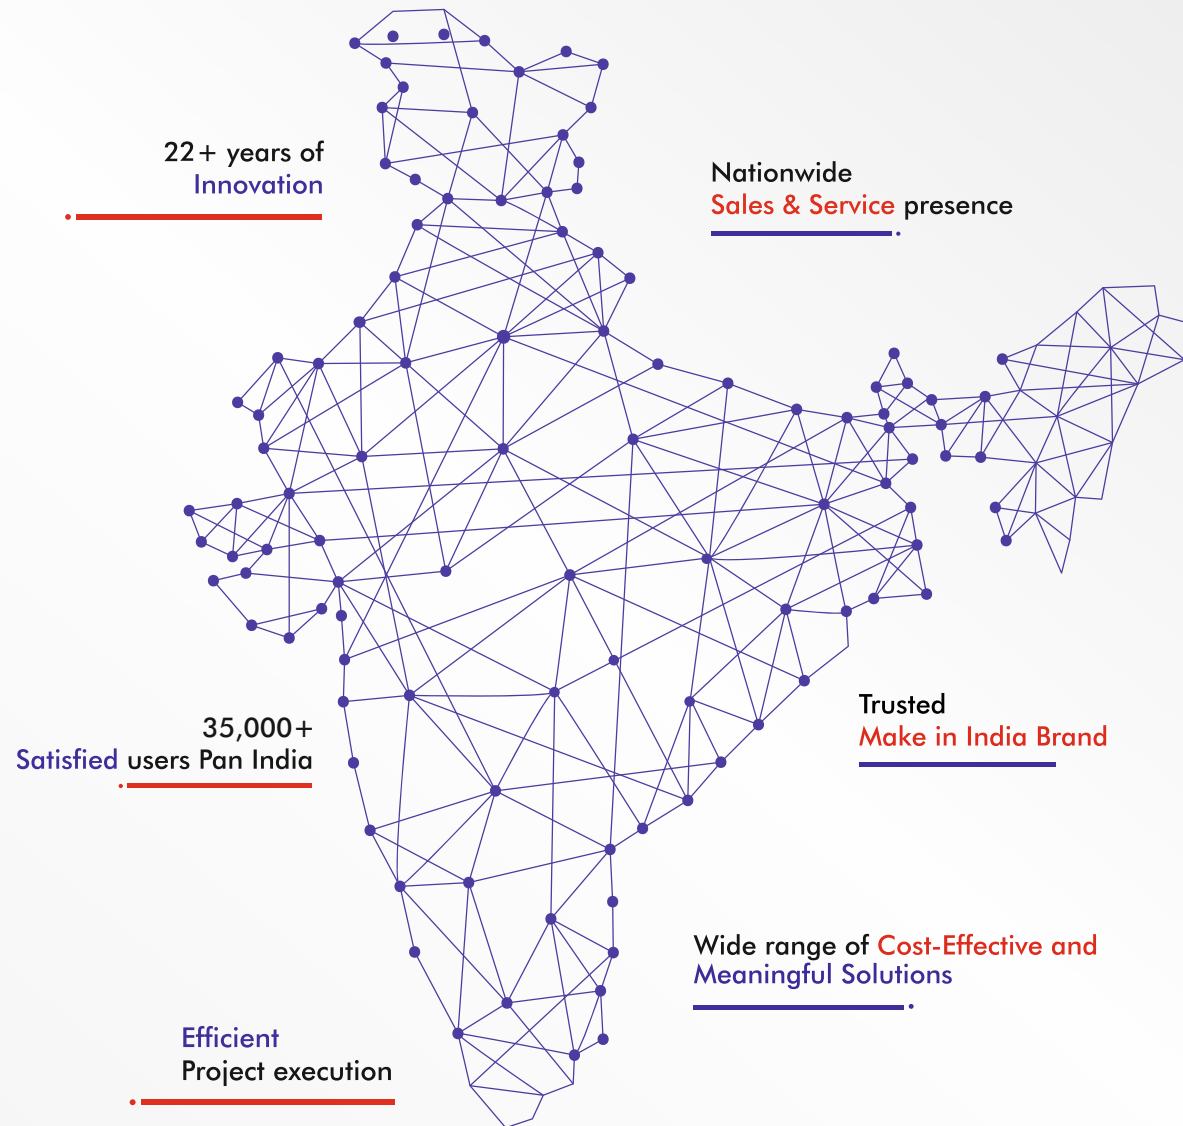 22+ years of
Innovation
Nationwide
Sales & Service presence
35,000+
Satisfied users Pan India
Trusted
Make in India Brand
Wide range of Cost-Effective and
Meaningful Solutions
Efficient
Project execution